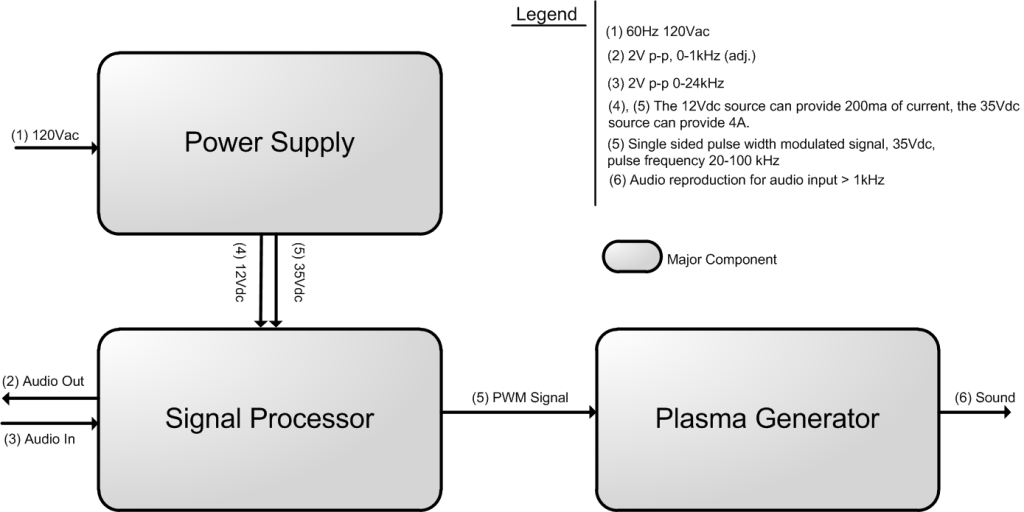 Legend
(1) 60Hz 120Vac
(2) 2V p-p, 0-1kHz (adj.)
(3) 2V p-p 0-24kHz
(4), (5) The 12Vdc source can provide 200ma of current, the 35Vdc
source can provide 4A.
(5) Single sided pulse width modulated signal, 35Vdc,
pulse frequency 20-100 kHz
(6) Audio reproduction for audio input > 1kHz
Major Component
(1) 120Vac
Power Supply
(4) 12Vdc
(5) 35Vdc
(2) Audio Out
(3) Audio In
Signal Processor
(5) PWM Signal
Plasma Generator
(6) Sound